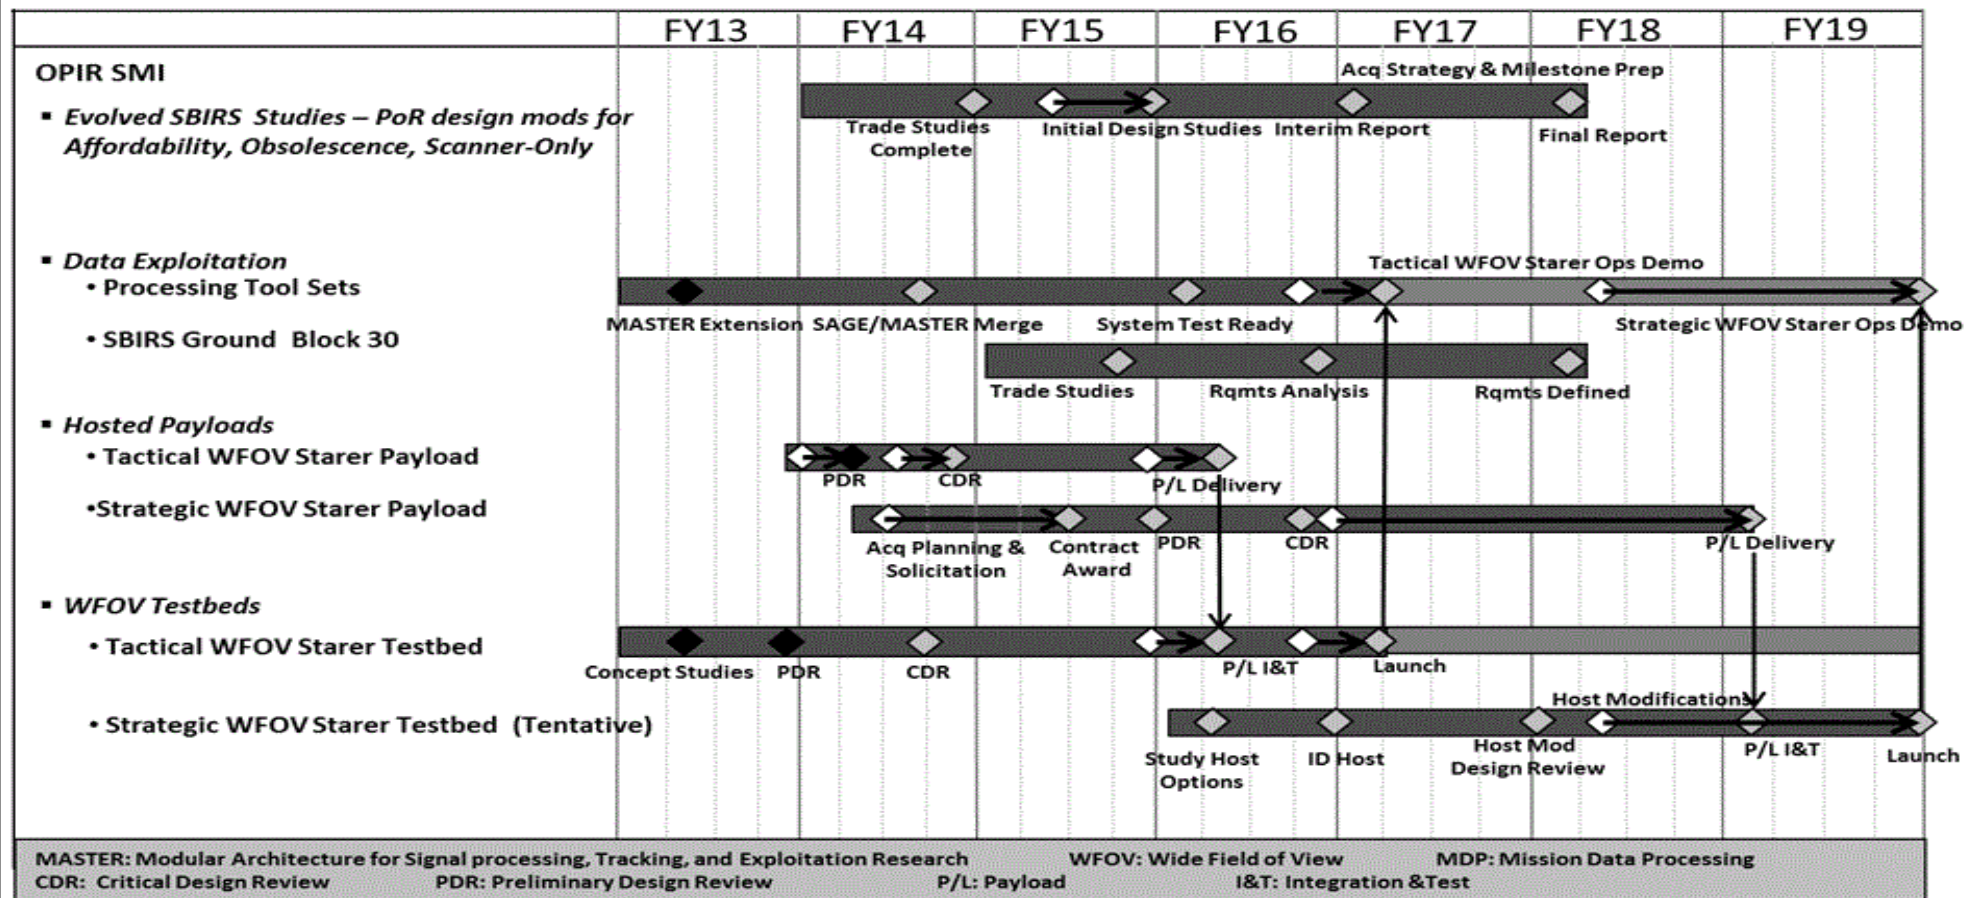 FY13 FY14 FY15 FY16 FY17 FY18 FY19
OPIR SMI
Acq Strategy & Milestone Prep
▪ Evolved SBIRS Studies – PoR design mods for
Affordability, Obsolescence, Scanner-Only
Trade Studies
Complete
Initial Design Studies
Interim Report
Final Report
▪ Data Exploitation
Tactical WFOV Starer Ops Demo
• Processing Tool Sets
MASTER Extension
SAGE/MASTER Merge
System Test Ready
Strategic WFOV Starer Ops Demo
• SBIRS Ground Block 30
Trade Studies
Rqmts Analysis
Rqmts Defined
▪ Hosted Payloads
• Tactical WFOV Starer Payload
PDR
CDR
P/L Delivery
•Strategic WFOV Starer Payload
Acq Planning &
Solicitation
Contract
Award
PDR
CDR
P/L Delivery
▪ WFOV Testbeds
• Tactical WFOV Starer Testbed
Concept Studies
PDR
CDR
P/L I&T
Launch
Host Modifications
• Strategic WFOV Starer Testbed (Tentative)
Study Host
Options
ID Host
Host Mod
Design Review
P/L I&T
Launch
MASTER: Modular Architecture for Signal processing, Tracking, and Exploitation Research WFOV: Wide Field of View MDP: Mission Data Processing
CDR: Critical Design Review PDR: Preliminary Design Review P/L: Payload I&T: Integration &Test